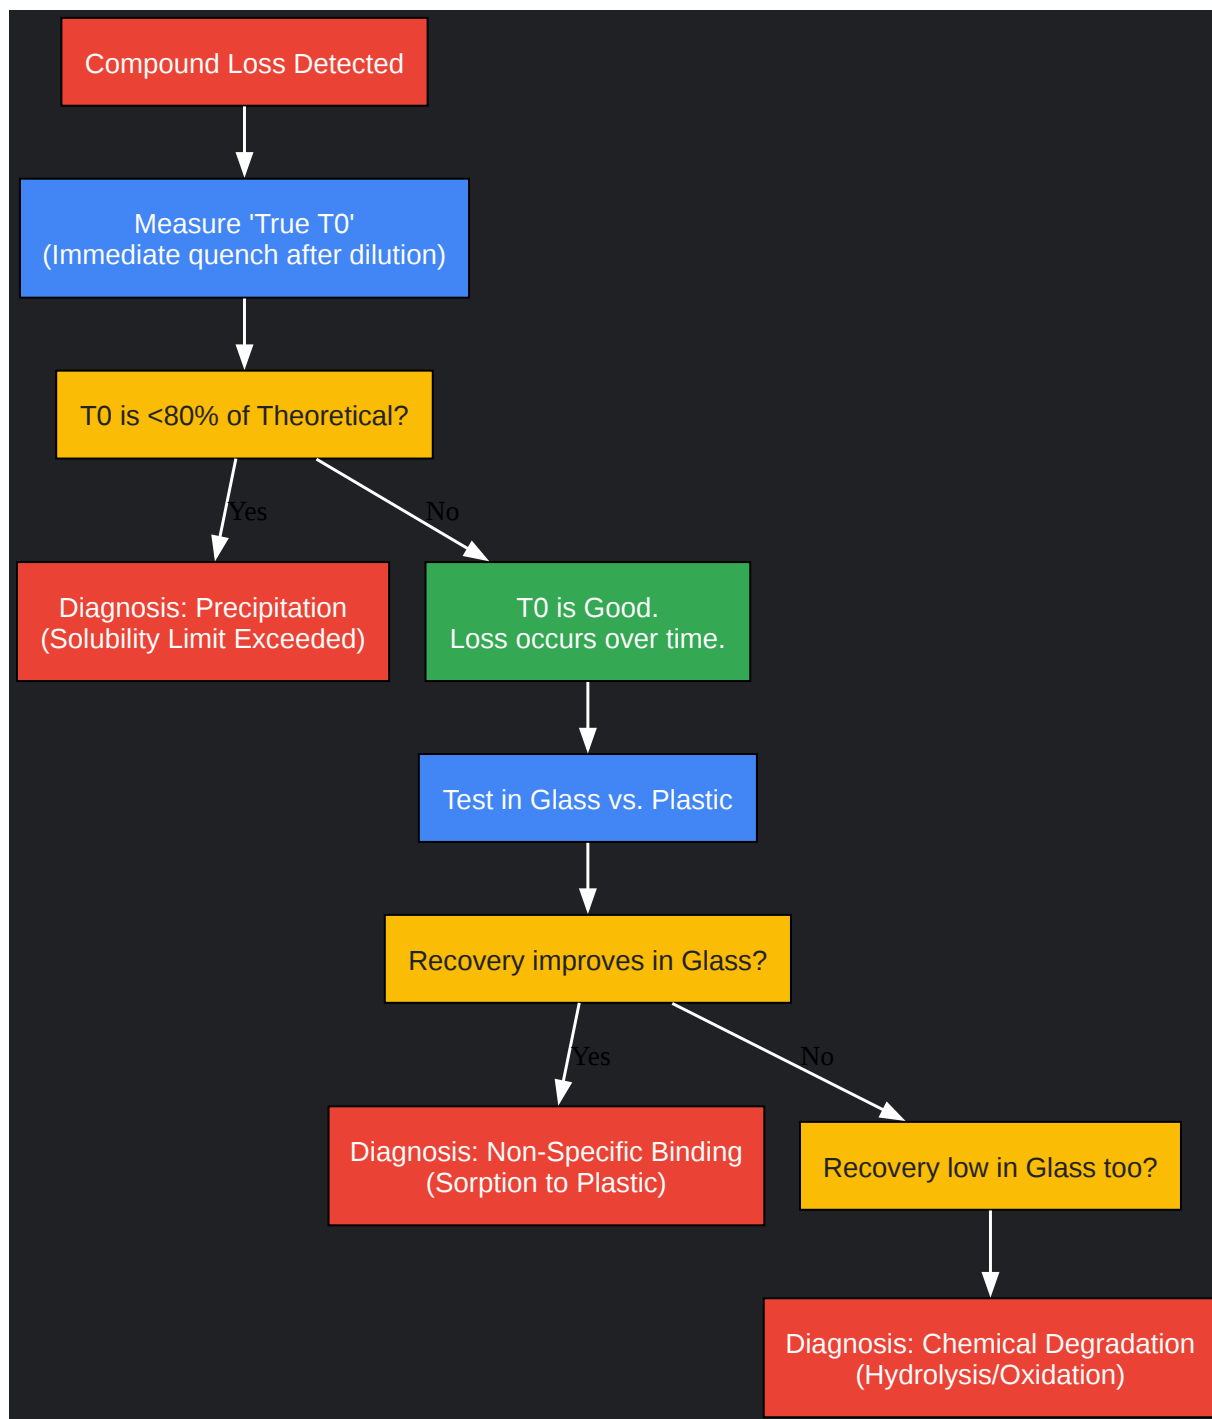 Compound Loss Detected
Measure 'True T0'
(Immediate quench after dilution)
T0 is <80% of Theoretical?
Yes
No
Diagnosis: Precipitation
(Solubility Limit Exceeded)
T0 is Good.
Loss occurs over time.
Test in Glass vs. Plastic
Recovery improves in Glass?
Yes
No
Diagnosis: Non-Specific Binding
(Sorption to Plastic)
Recovery low in Glass too?
Diagnosis: Chemical Degradation
(Hydrolysis/Oxidation)